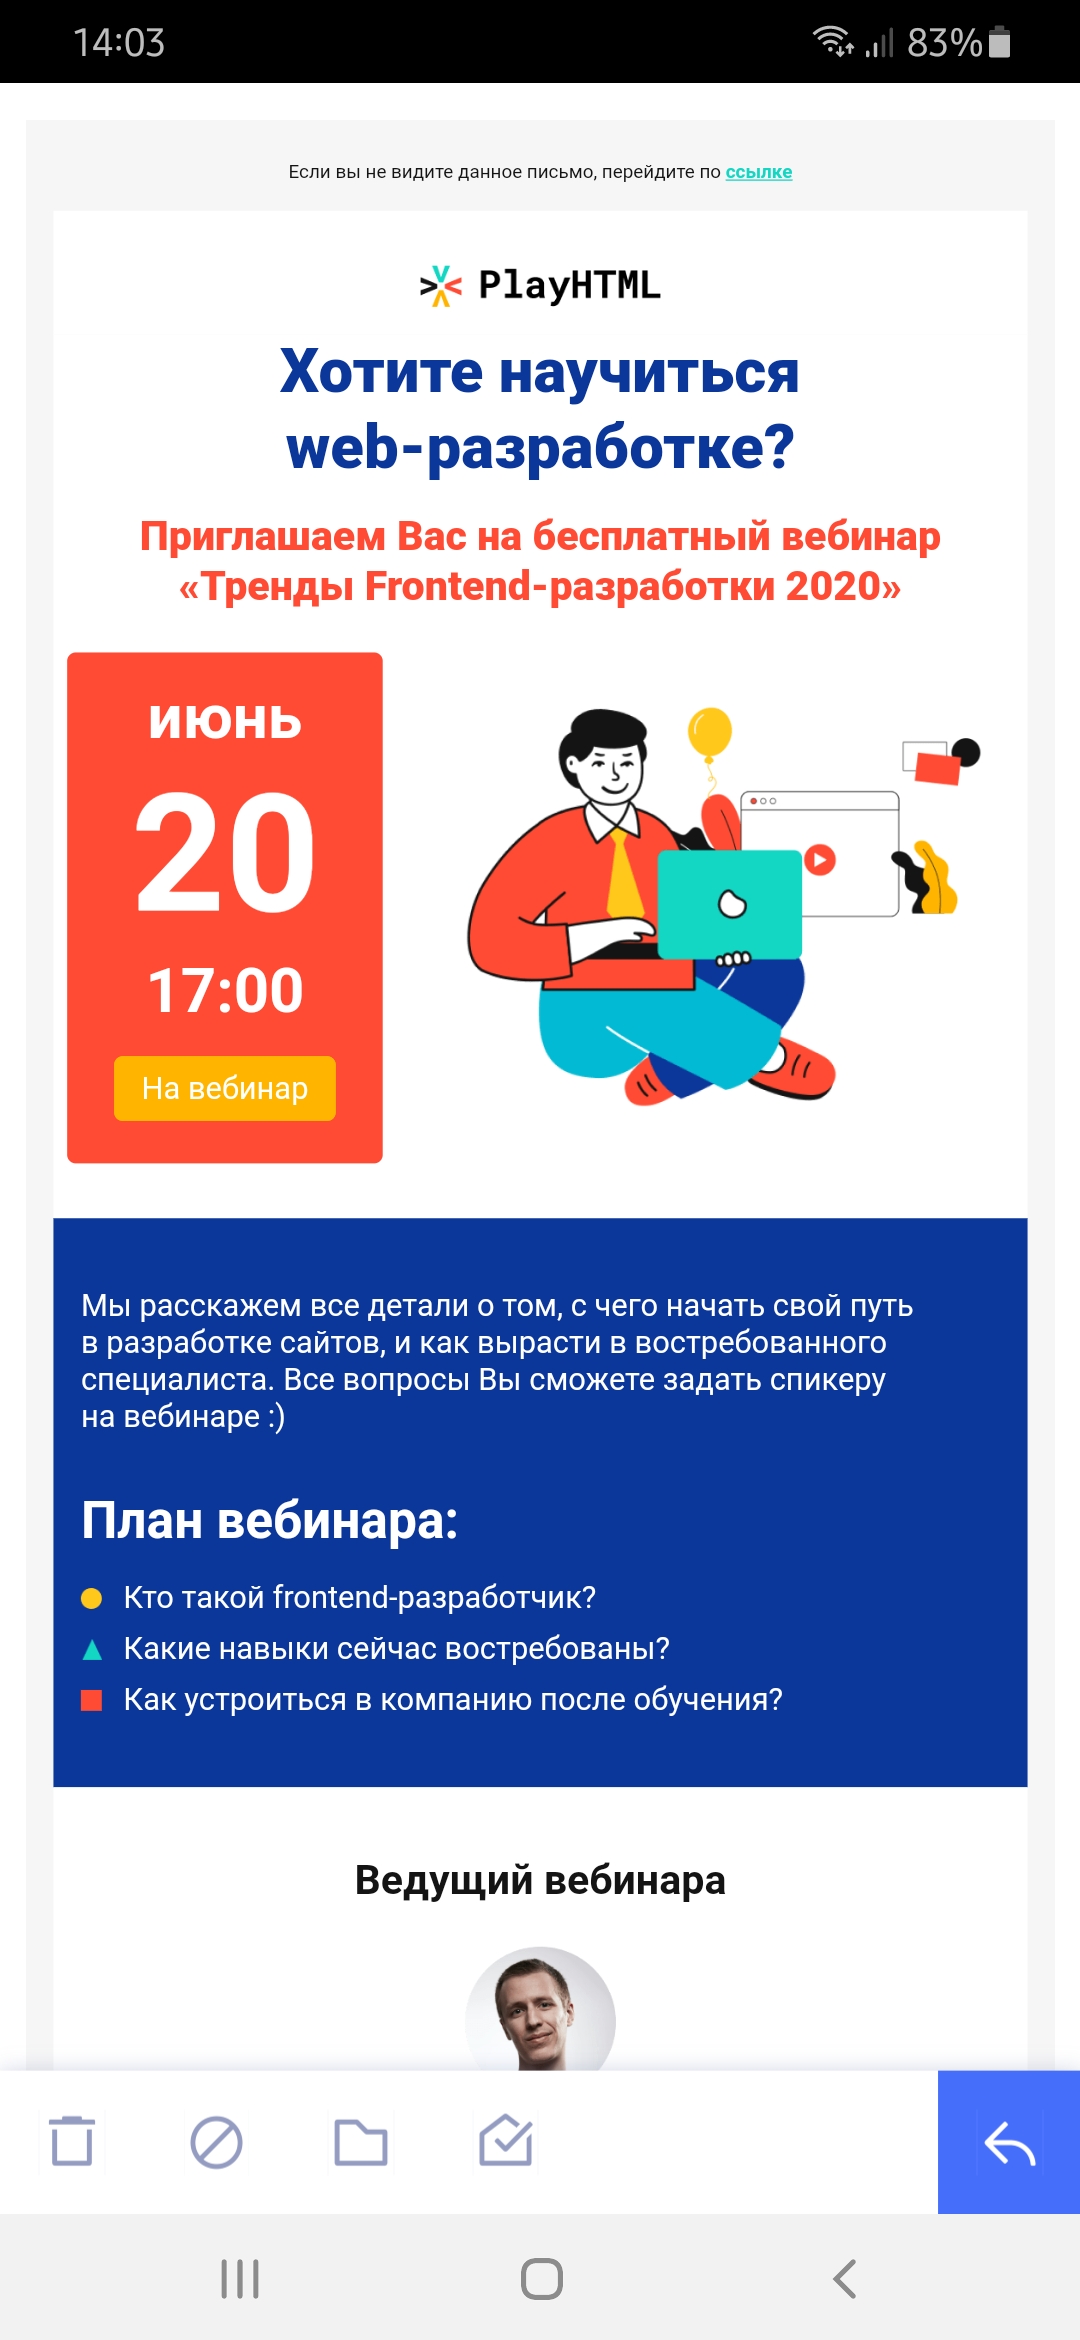 14:03
83%
Если вы не видите данное письмо, перейдите по ссылке
PlayHTML
Хотите научиться
web-разработке?
Приглашаем Вас на бесплатный вебинар
«Тренды Frontend-разработки 2020»
июнь
20
17:00
На вебинар
Мы расскажем все детали о том, с чего начать свой путь
в разработке сайтов, и как вырасти в востребованного
специалиста. Все вопросы Вы сможете задать спикеру
на вебинаре :)
План вебинара:
Кто такой frontend-разработчик?
Какие навыки сейчас востребованы?
Как устроиться в компанию после обучения?
Ведущий вебинара